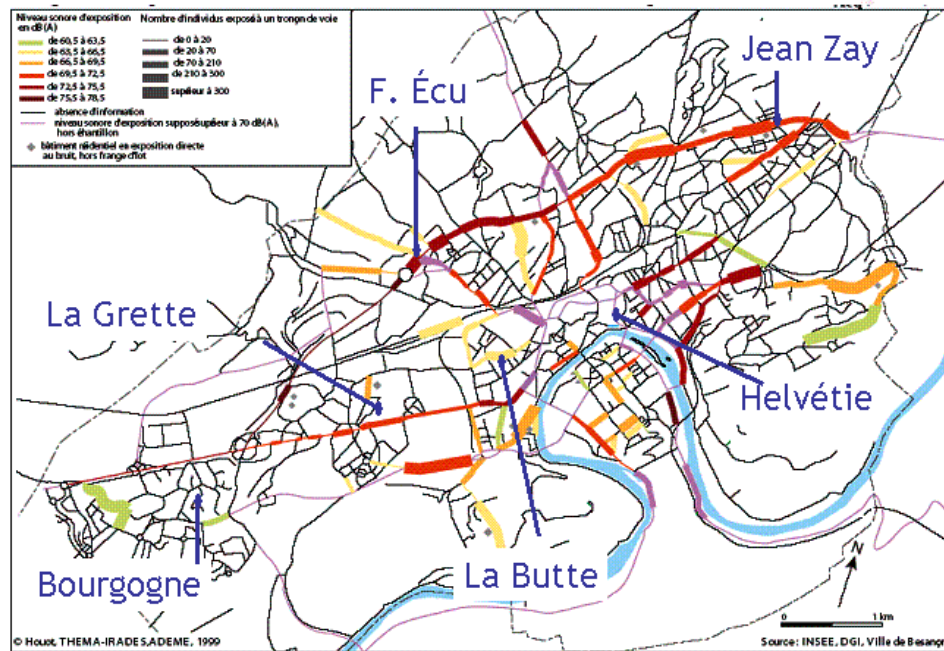 Niveau sonore d'exposition
en dB (A)
de 60,5 à 63,5
de 63,5 à 66,5
de 66,5 à 69,5
de 69,5 à 72,5
de 72,5 à 75,5
de 75,5 à 78,5
Nombre d'individus exposé à un tronçn de voie
de 0 à 20
de 20 à 70
de 70 à 210
de 210 à 300
supéieur à 300
absence d'information
niveau sonore d'exposition supposé supéieur à 70 dB (A),
hors échantillon
bâtiment résidentiel en exposition directe
au bruit, hors frange d'îlot
Jean Zay
F. Écu
La Grette
Helvétie
La Butte
Bourgogne
N
0 1 km
© Houot, THEMA-IRADES, ADEME, 1999
Source : INSEE, DGI, Ville de Besanço